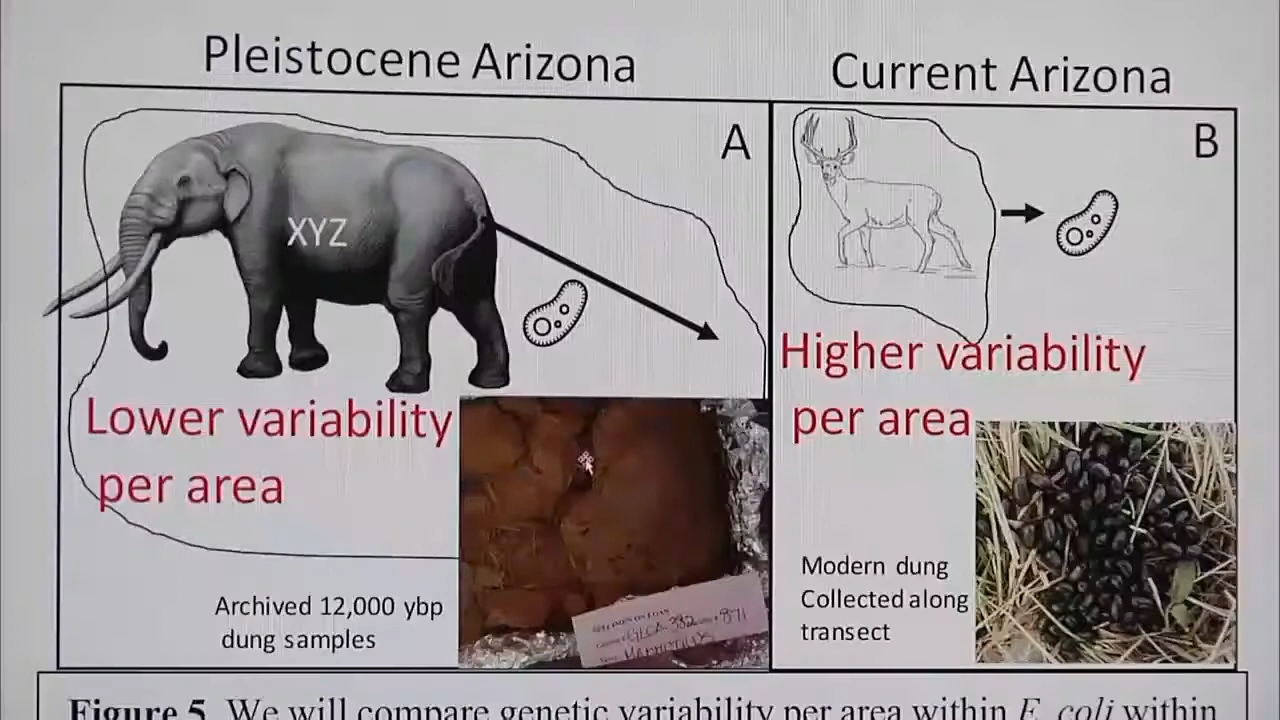 Pleistocene Arizona
Current Arizona
A
B
XYZ
Lower variability
per area
Higher variability
per area
Archived 12,000 ybp
dung samples
Modern dung
Collected along
transect
Figure 5. We will compare genetic variability per area within E. coli within